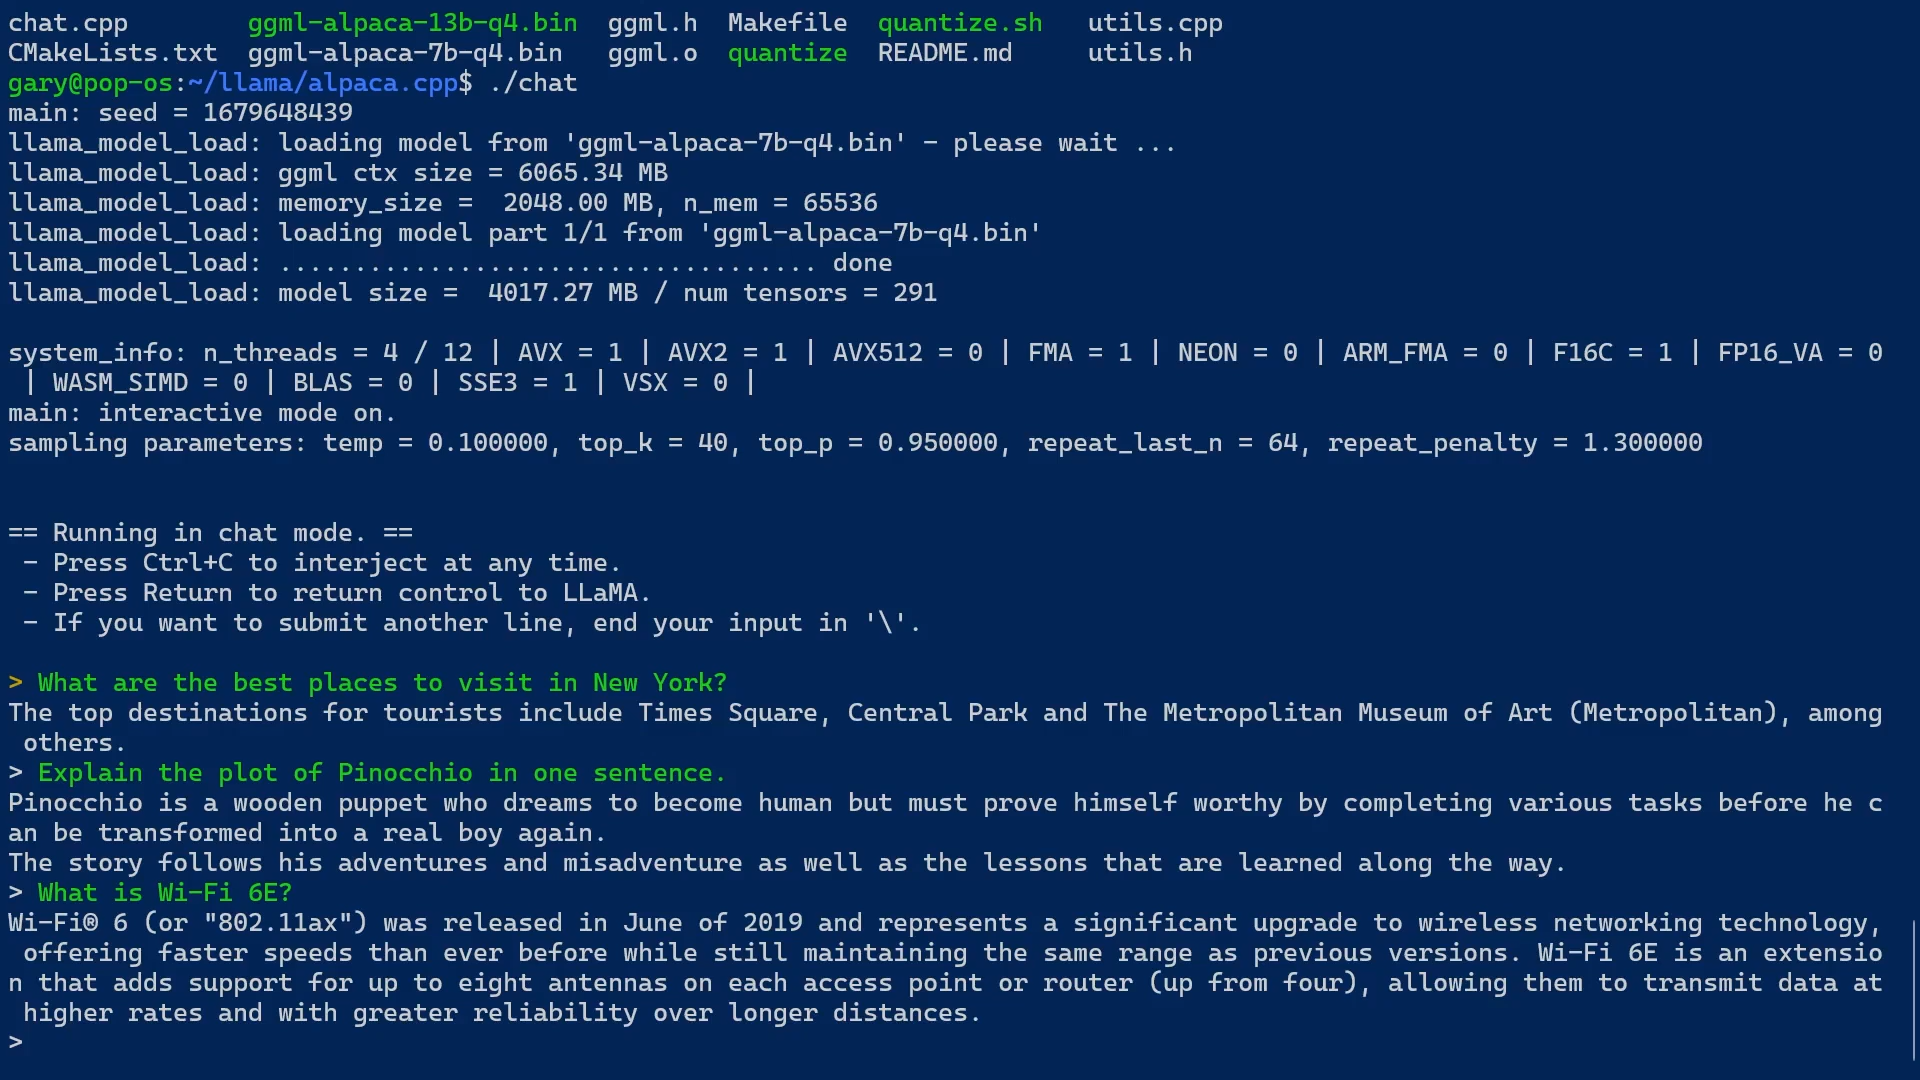 chat.cpp ggml-alpaca-13b-q4.bin ggml.h Makefile quantize.sh utils.cpp
CMakeLists.txt ggml-alpaca-7b-q4.bin ggml.o quantize README.md utils.h
gary@pop-os:~/llama/alpaca.cpp$ ./chat
main: seed = 1679648439
llama_model_load: loading model from 'ggml-alpaca-7b-q4.bin' - please wait ...
llama_model_load: ggml ctx size = 6065.34 MB
llama_model_load: memory_size =  2048.00 MB, n_mem = 65536
llama_model_load: loading model part 1/1 from 'ggml-alpaca-7b-q4.bin'
llama_model_load: .................................... done
llama_model_load: model size =  4017.27 MB / num tensors = 291
system_info: n_threads = 4 / 12 | AVX = 1 | AVX2 = 1 | AVX512 = 0 | FMA = 1 | NEON = 0 | ARM_FMA = 0 | F16C = 1 | FP16_VA = 0
 | WASM_SIMD = 0 | BLAS = 0 | SSE3 = 1 | VSX = 0 |
main: interactive mode on.
sampling parameters: temp = 0.100000, top_k = 40, top_p = 0.950000, repeat_last_n = 64, repeat_penalty = 1.300000
== Running in chat mode. ==
 - Press Ctrl+C to interject at any time.
 - Press Return to return control to LLaMA.
 - If you want to submit another line, end your input in '\'.
> What are the best places to visit in New York?
The top destinations for tourists include Times Square, Central Park and The Metropolitan Museum of Art (Metropolitan), among
 others.
> Explain the plot of Pinocchio in one sentence.
Pinocchio is a wooden puppet who dreams to become human but must prove himself worthy by completing various tasks before he c
an be transformed into a real boy again.
The story follows his adventures and misadventure as well as the lessons that are learned along the way.
> What is Wi-Fi 6E?
Wi-Fi® 6 (or "802.11ax") was released in June of 2019 and represents a significant upgrade to wireless networking technology,
 offering faster speeds than ever before while still maintaining the same range as previous versions. Wi-Fi 6E is an extensio
n that adds support for up to eight antennas on each access point or router (up from four), allowing them to transmit data at
 higher rates and with greater reliability over longer distances.
>